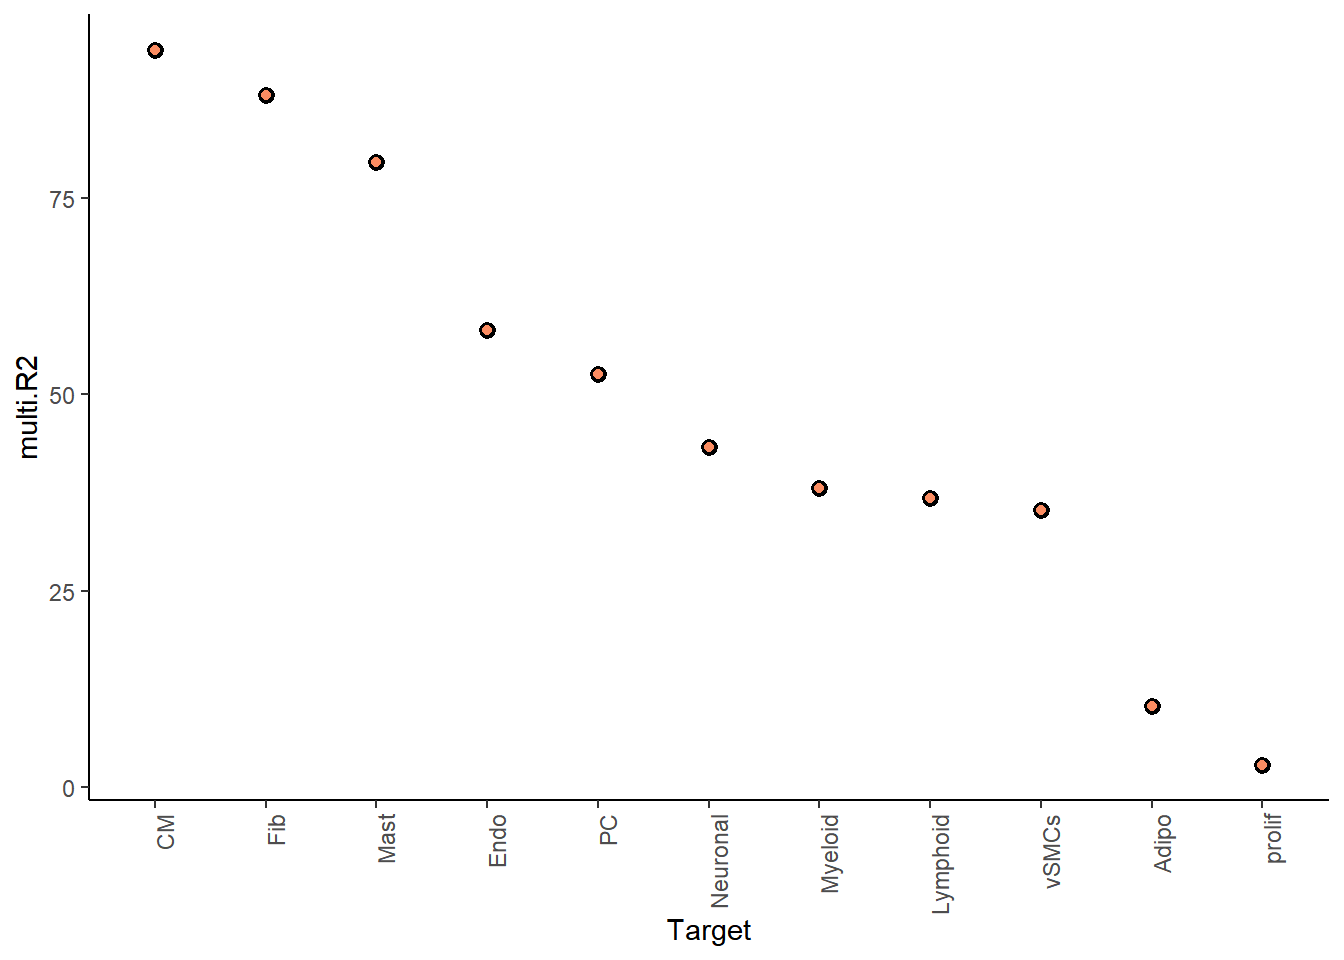 multi.R2
75
50
25
0
CM
Fib
Mast
Endo
PC
Neuronal
Myeloid
Lymphoid
vSMCs
Adipo
prolif
Target